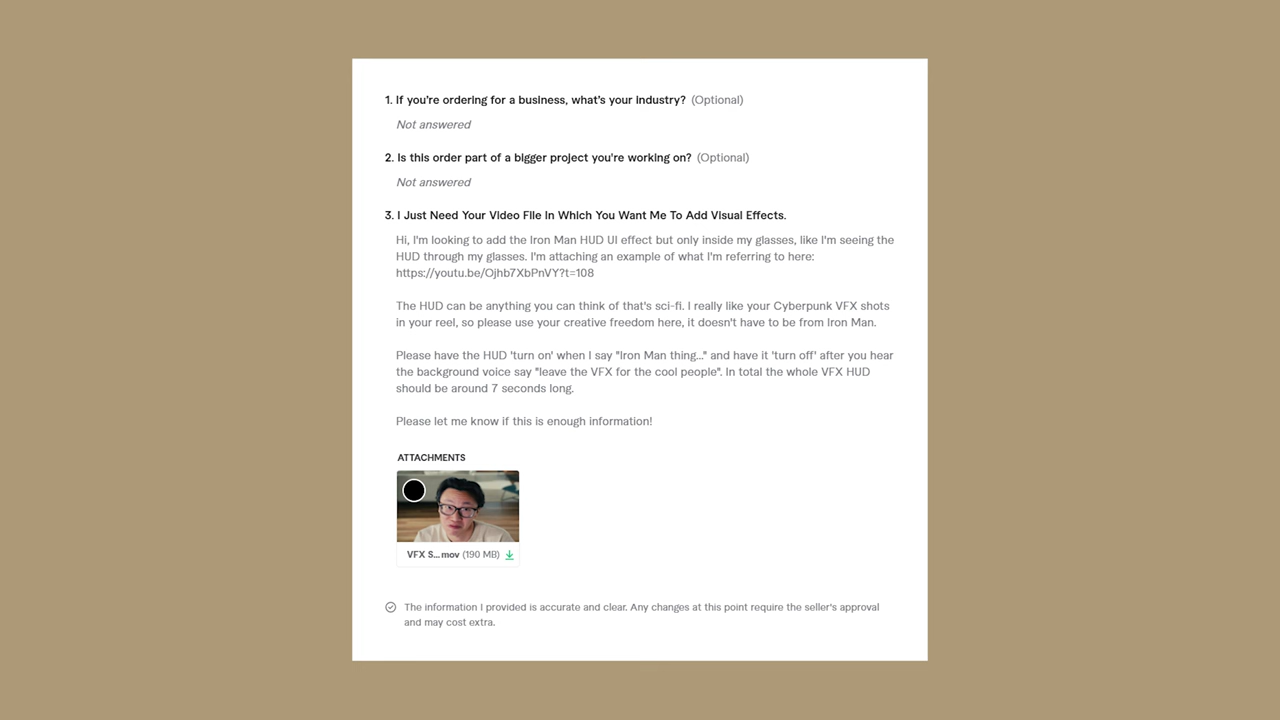 1. If you're ordering for a business, what's your industry? (Optional)
Not answered
2. Is this order part of a bigger project you're working on? (Optional)
Not answered
3. I Just Need Your Video File In Which You Want Me To Add Visual Effects.
Hi, I'm looking to add the Iron Man HUD UI effect but only inside my glasses, like I'm seeing the
HUD through my glasses. I'm attaching an example of what I'm referring to here:
https://youtu.be/Ojhb7XbPnVY?t=108
The HUD can be anything you can think of that's sci-fi. I really like your Cyberpunk VFX shots
in your reel, so please use your creative freedom here, it doesn't have to be from Iron Man.
Please have the HUD 'turn on' when I say "Iron Man thing..." and have it 'turn off' after you hear
the background voice say "leave the VFX for the cool people". In total the whole VFX HUD
should be around 7 seconds long.
Please let me know if this is enough information!
ATTACHMENTS
VFX S...mov (190 MB)
The information I provided is accurate and clear. Any changes at this point require the seller's approval
and may cost extra.